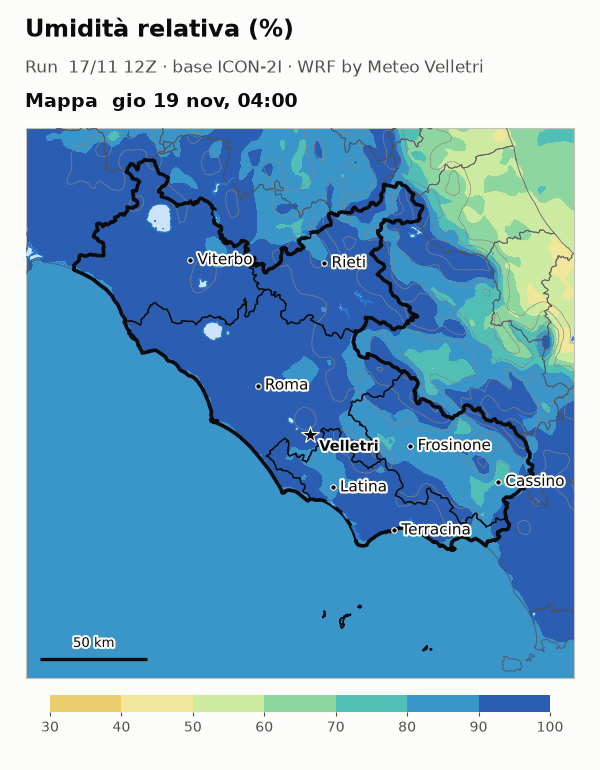 Umidità relativa (%)
Run  17/11 12Z · base ICON-2I · WRF by Meteo Velletri
Mappa  gio 19 nov, 04:00
Viterbo
Rieti
Roma
Velletri
Frosinone
Cassino
Latina
Terracina
50 km
30 40 50 60 70 80 90 100